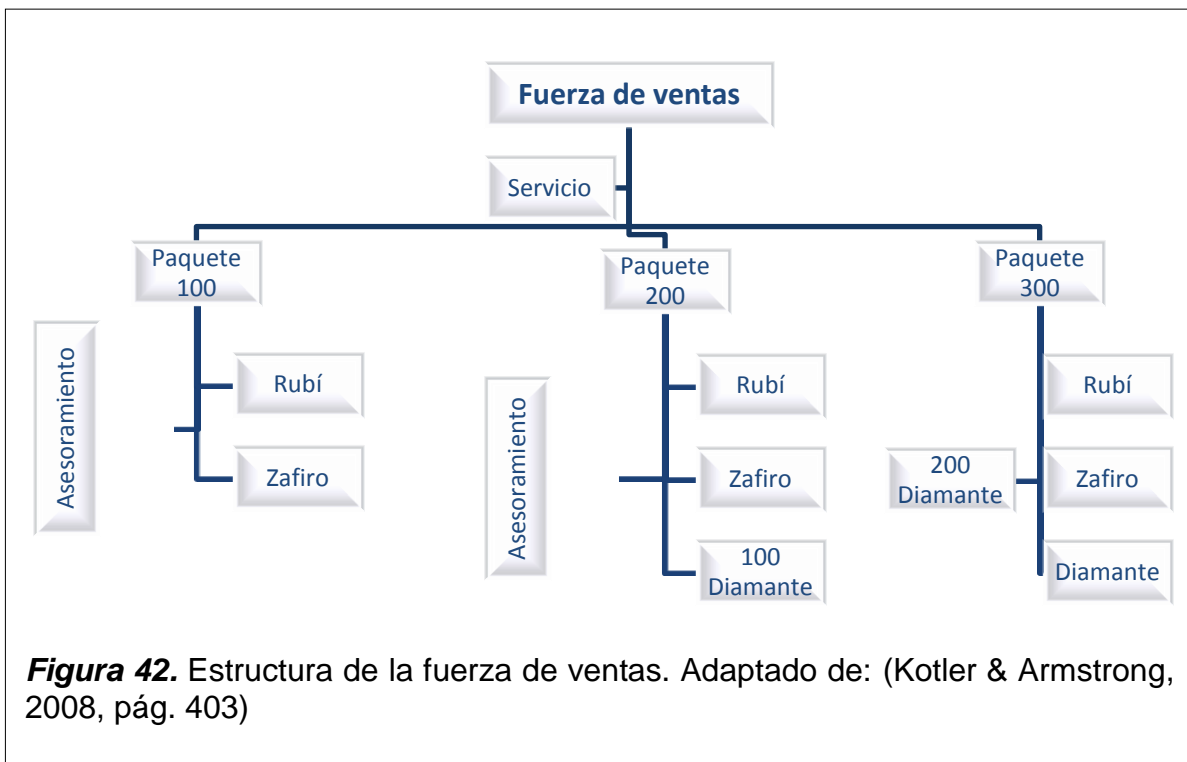 Fuerza de ventas
Servicio
Paquete
100
Asesoramiento
Rubí
Zafiro
Paquete
200
Asesoramiento
Rubí
Zafiro
100
Diamante
Paquete
300
200
Diamante
Rubí
Zafiro
Diamante
Figura 42. Estructura de la fuerza de ventas. Adaptado de: (Kotler & Armstrong,
2008, pág. 403)